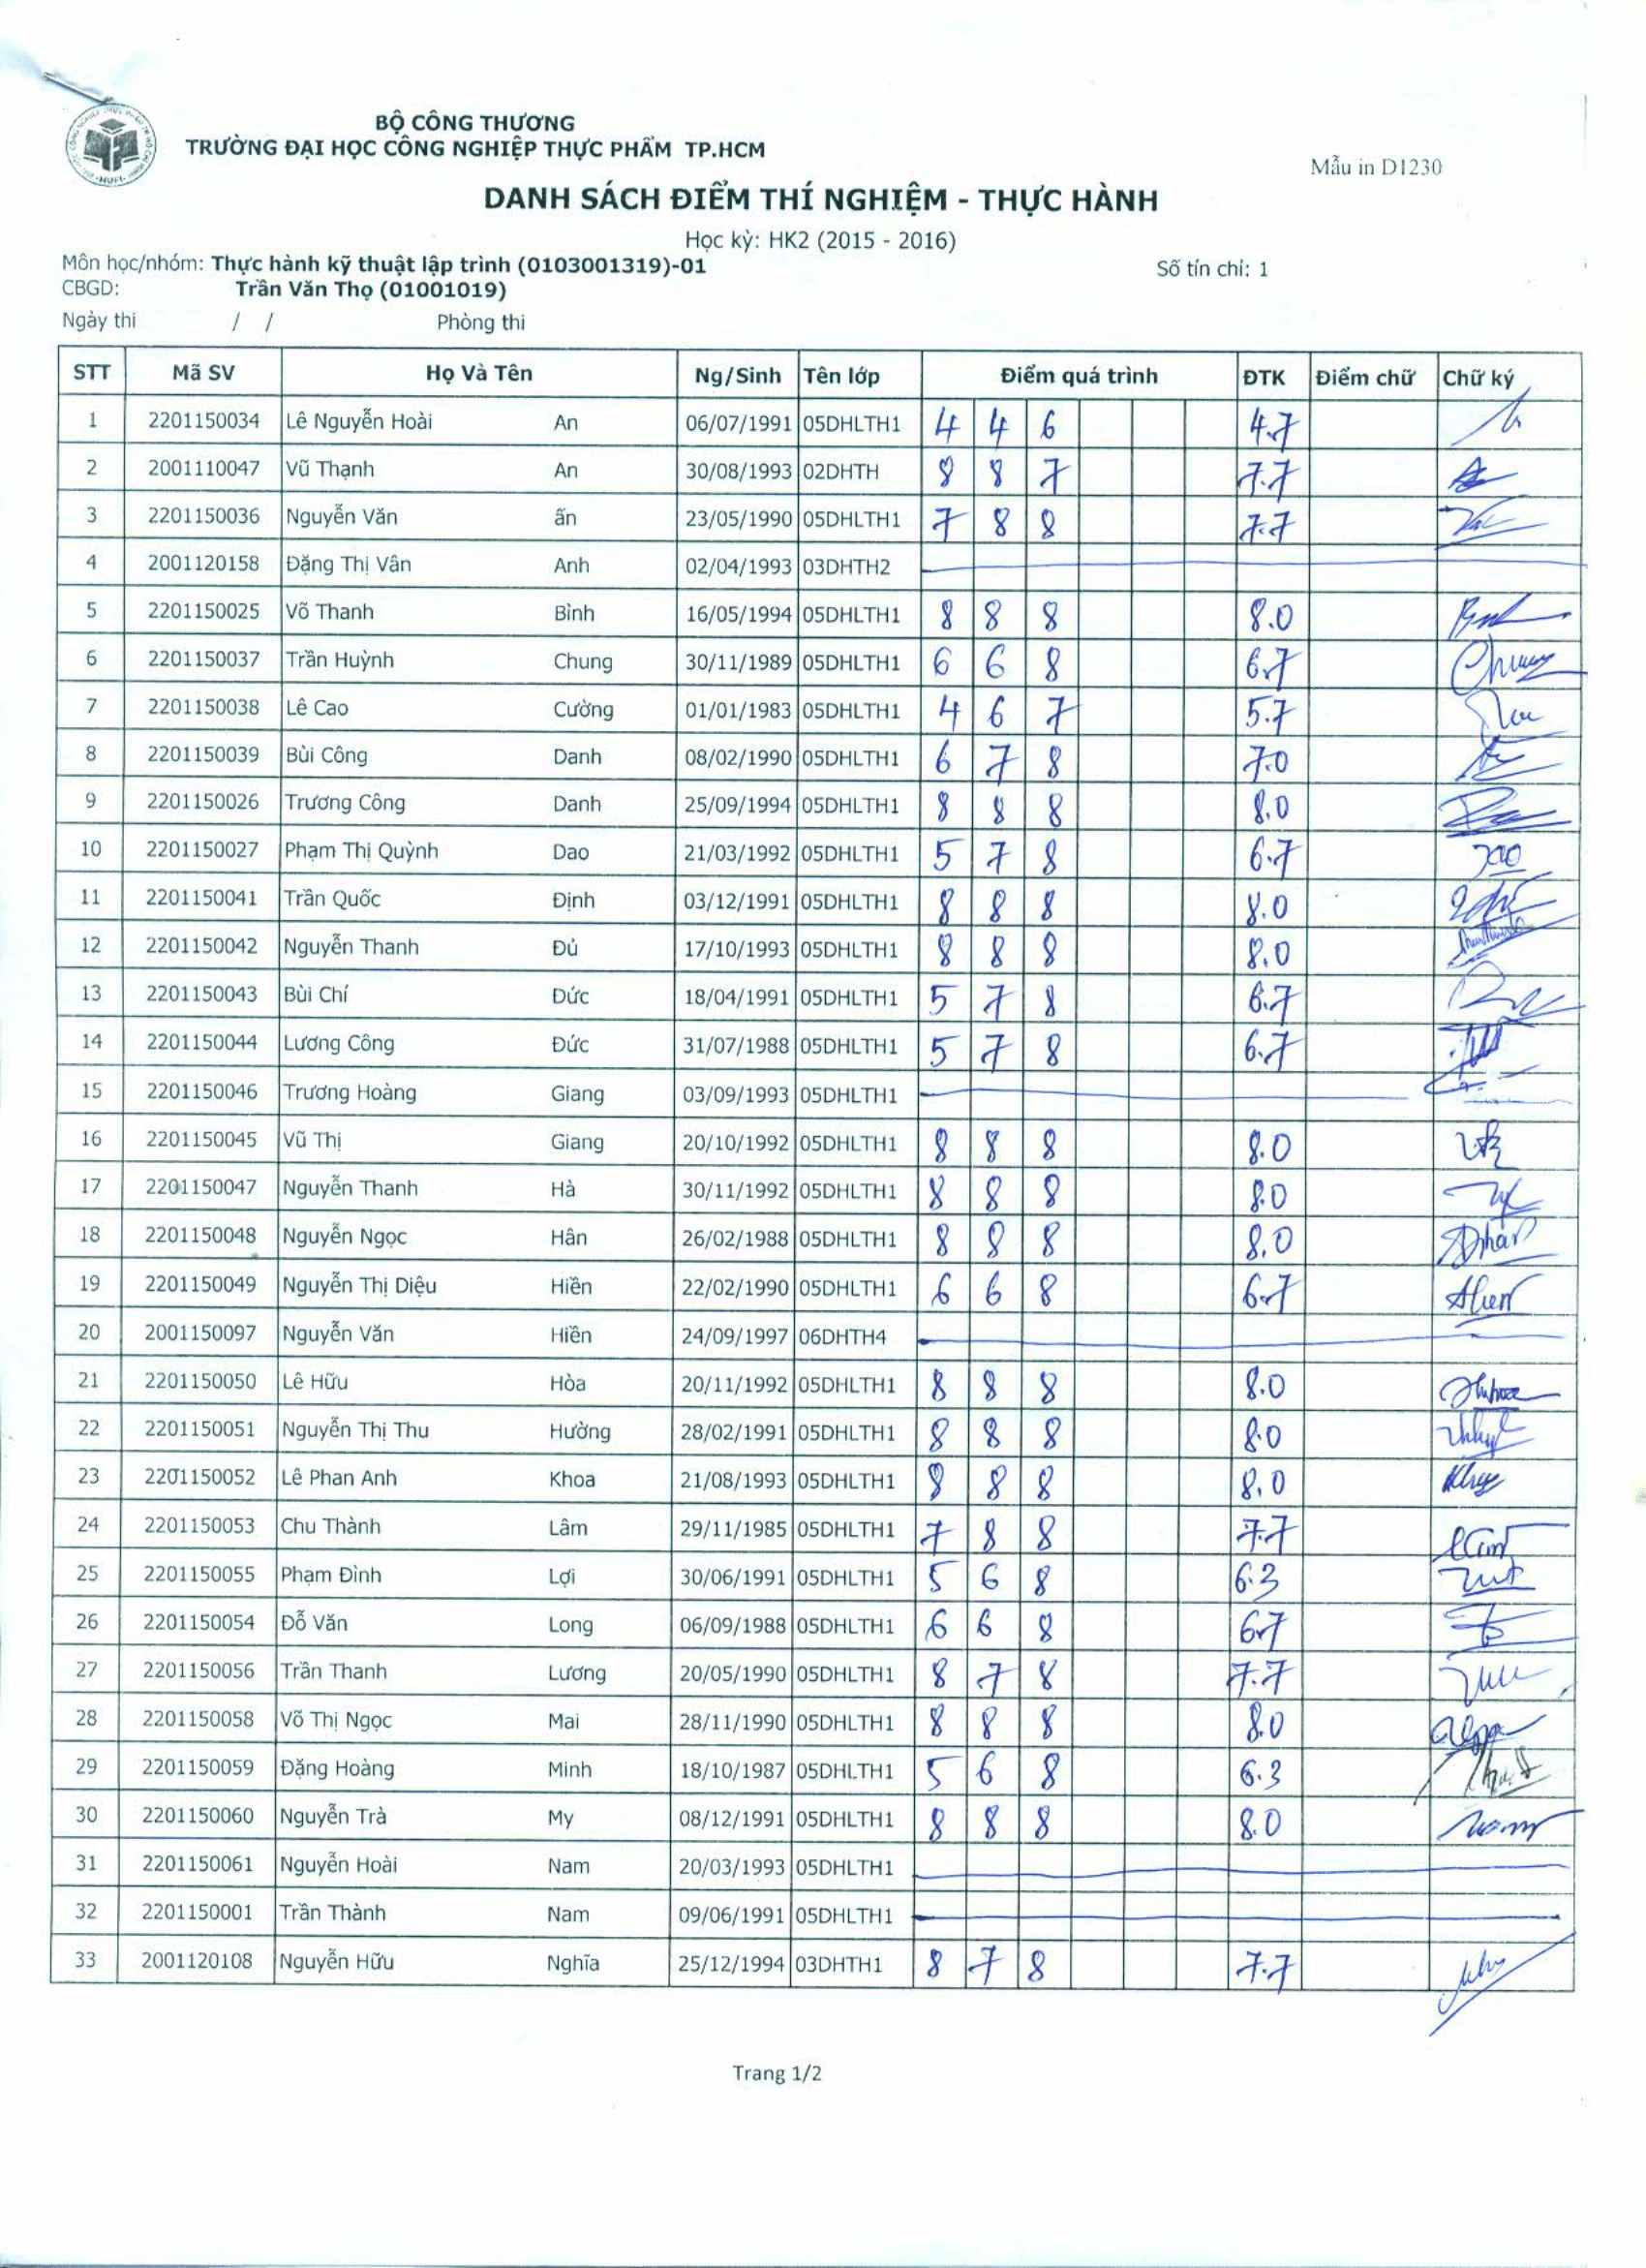 BỘ CÔNG THƯƠNG
TRƯỜNG ĐẠI HỌC CÔNG NGHIỆP THỰC PHẨM TP.HCM
Mẫu in D1230
DANH SÁCH ĐIỂM THÍ NGHIỆM - THỰC HÀNH
Học kỳ: HK2 (2015 - 2016)
Môn học/nhóm: Thực hành kỹ thuật lập trình (0103001319)-01 Số tín chỉ: 1
CBGD: Trần Văn Thọ (01001019)
Ngày thi / / Phòng thi
STT Mã SV Họ Và Tên Ng/Sinh Tên lớp Điểm quá trình ĐTK Điểm chữ Chữ ký
1 2201150034 Lê Nguyễn Hoài An 06/07/1991 05DHLTH1 4 4 6 4.7
2 2001110047 Vũ Thạnh An 30/08/1993 02DHTH 8 8 7 7.7
3 2201150036 Nguyễn Văn ấn 23/05/1990 05DHLTH1 7 8 8 7.7
4 2001120158 Đặng Thị Vân Anh 02/04/1993 03DHTH2
5 2201150025 Võ Thanh Bình 16/05/1994 05DHLTH1 8 8 8 8.0
6 2201150037 Trần Huỳnh Chung 30/11/1989 05DHLTH1 6 6 8 6.7 Chung
7 2201150038 Lê Cao Cường 01/01/1983 05DHLTH1 4 6 7 5.7
8 2201150039 Bùi Công Danh 08/02/1990 05DHLTH1 6 7 8 7.0
9 2201150026 Trương Công Danh 25/09/1994 05DHLTH1 8 8 8 8.0
10 2201150027 Phạm Thị Quỳnh Dao 21/03/1992 05DHLTH1 5 7 8 6.7 Dao
11 2201150041 Trần Quốc Định 03/12/1991 05DHLTH1 8 8 8 8.0
12 2201150042 Nguyễn Thanh Đủ 17/10/1993 05DHLTH1 8 8 8 8.0
13 2201150043 Bùi Chí Đức 18/04/1991 05DHLTH1 5 7 8 6.7
14 2201150044 Lương Công Đức 31/07/1988 05DHLTH1 5 7 8 6.7
15 2201150046 Trương Hoàng Giang 03/09/1993 05DHLTH1
16 2201150045 Vũ Thị Giang 20/10/1992 05DHLTH1 8 8 8 8.0
17 2201150047 Nguyễn Thanh Hà 30/11/1992 05DHLTH1 8 8 8 8.0
18 2201150048 Nguyễn Ngọc Hân 26/02/1988 05DHLTH1 8 8 8 8.0
19 2201150049 Nguyễn Thị Diệu Hiền 22/02/1990 05DHLTH1 6 6 8 6.7
20 2001150097 Nguyễn Văn Hiền 24/09/1997 06DHTH4
21 2201150050 Lê Hữu Hòa 20/11/1992 05DHLTH1 8 8 8 8.0
22 2201150051 Nguyễn Thị Thu Hường 28/02/1991 05DHLTH1 8 8 8 8.0
23 2201150052 Lê Phan Anh Khoa 21/08/1993 05DHLTH1 8 8 8 8.0
24 2201150053 Chu Thành Lâm 29/11/1985 05DHLTH1 7 8 8 7.7
25 2201150055 Phạm Đình Lợi 30/06/1991 05DHLTH1 5 6 8 6.3
26 2201150054 Đỗ Văn Long 06/09/1988 05DHLTH1 6 6 8 6.7
27 2201150056 Trần Thanh Lương 20/05/1990 05DHLTH1 8 7 8 7.7
28 2201150058 Võ Thị Ngọc Mai 28/11/1990 05DHLTH1 8 8 8 8.0
29 2201150059 Đặng Hoàng Minh 18/10/1987 05DHLTH1 5 6 8 6.3
30 2201150060 Nguyễn Trà My 08/12/1991 05DHLTH1 8 8 8 8.0
31 2201150061 Nguyễn Hoài Nam 20/03/1993 05DHLTH1
32 2201150001 Trần Thành Nam 09/06/1991 05DHLTH1
33 2001120108 Nguyễn Hữu Nghĩa 25/12/1994 03DHTH1 8 7 8 7.7
Trang 1/2